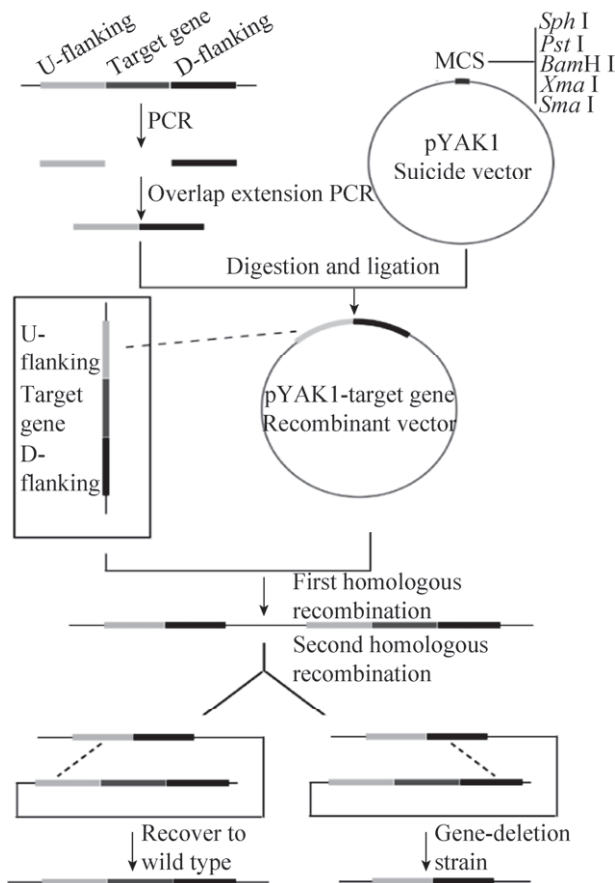 U-flanking
Target gene
D-flanking
Sph I
Pst I
MCS
BamH I
Xma I
Sma I
PCR
pYAK1
Suicide vector
Overlap extension PCR
Digestion and ligation
U-
flanking
Target
gene
D-
flanking
pYAK1-target gene
Recombinant vector
First homologous
recombination
Second homologous
recombination
Recover to
wild type
Gene-deletion
strain